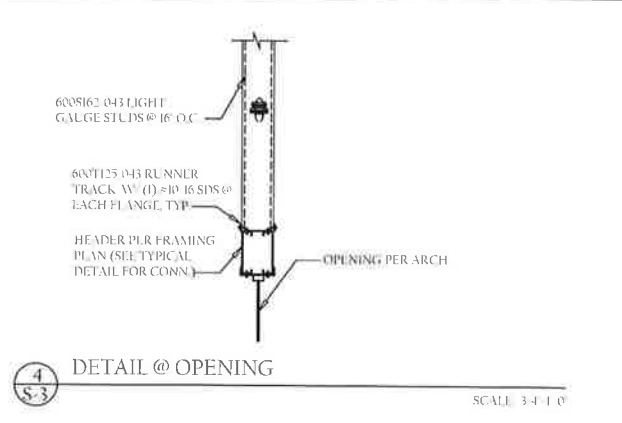 600S162-043 LIGHT
GAUGE STUDS @ 16" O.C.
600T125-043 RUNNER
TRACK W/ (1) #10-16 SDS @
EACH FLANGE, TYP
HEADER PER FRAMING
PLAN (SEE TYPICAL
DETAIL FOR CONN.)
OPENING PER ARCH
4
S-3
DETAIL @ OPENING
SCALE: 3/4"=1'-0"